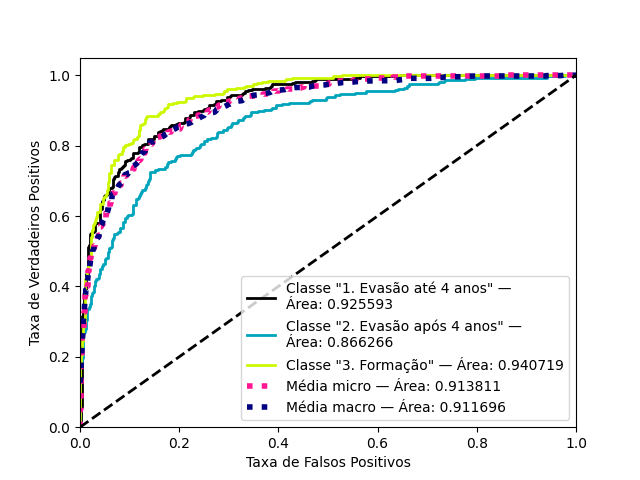 1.0
0.8
0.6
0.4
0.2
0.0
0.0 0.2 0.4 0.6 0.8 1.0
Taxa de Verdadeiros Positivos
Taxa de Falsos Positivos
Classe "1. Evasão até 4 anos" —
Área: 0.925593
Classe "2. Evasão após 4 anos" —
Área: 0.866266
Classe "3. Formação" — Área: 0.940719
Média micro — Área: 0.913811
Média macro — Área: 0.911696